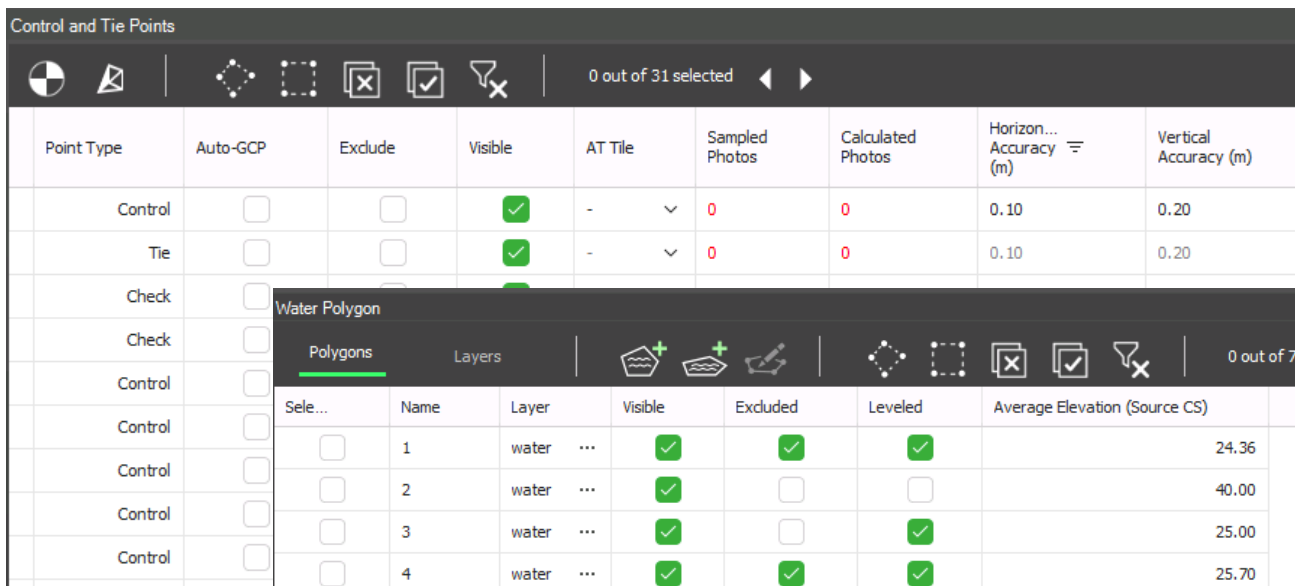 Control and Tie Points
0 out of 31 selected
Point Type Auto-GCP Exclude Visible AT Tile Sampled Photos Calculated Photos Horizon... Accuracy (m) Vertical Accuracy (m)
Control - 0 0 0.10 0.20
Tie - 0 0 0.10 0.20
Check
Check
Control
Control
Control
Control
Control
Water Polygon
Polygons Layers 0 out of 7
Sele... Name Layer Visible Excluded Leveled Average Elevation (Source CS)
1 water ... 24.36
2 water ... 40.00
3 water ... 25.00
4 water ... 25.70